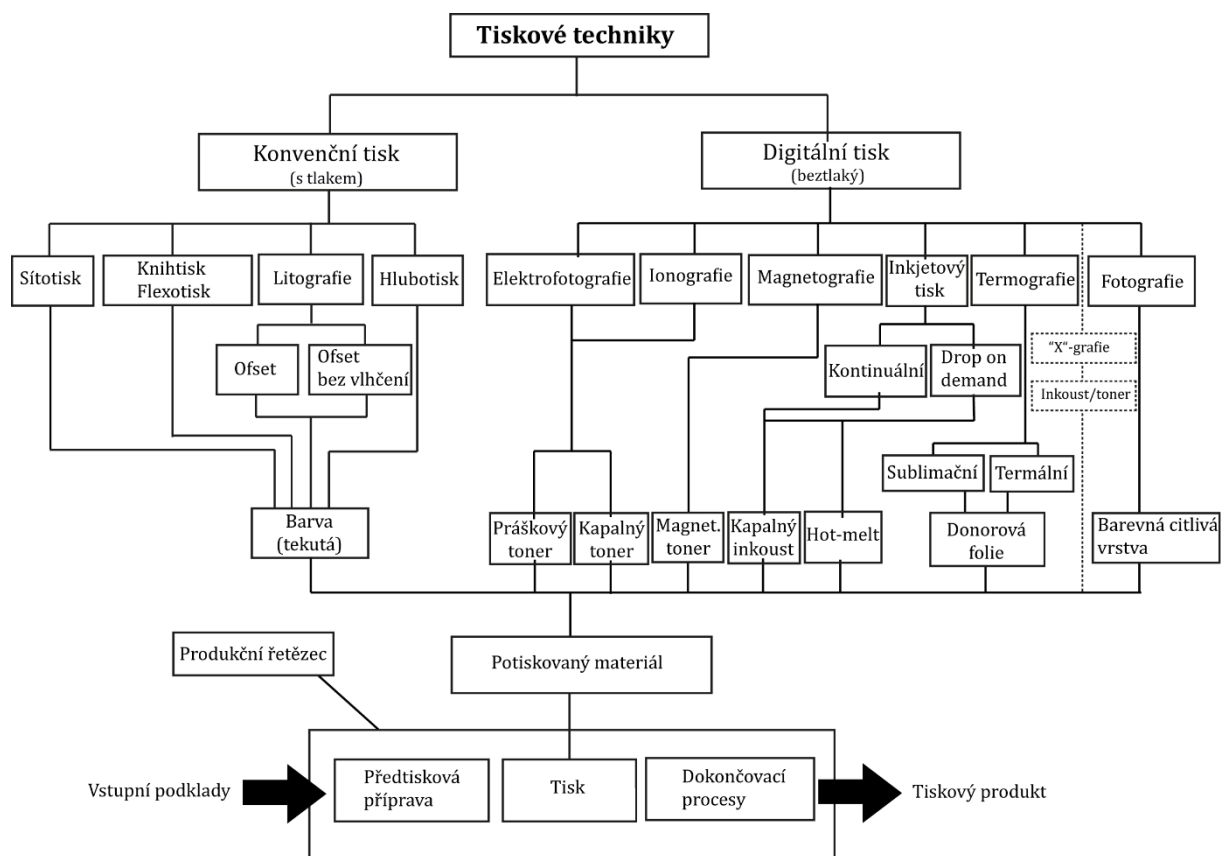 Tiskové techniky
Konvenční tisk
(s tlakem)
Digitální tisk
(beztlaký)
Sítotisk
Knihtisk
Flexotisk
Litografie
Hlubotisk
Elektrofotografie
Ionografie
Magnetografie
Inkjetový
tisk
Termografie
Fotografie
Ofset
Ofset
bez vlhčení
Kontinuální
Drop on
demand
"X"-grafie
Inkoust/toner
Sublimační
Termální
Barva
(tekutá)
Práškový
toner
Kapalný
toner
Magnet.
toner
Kapalný
inkoust
Hot-melt
Donorová
folie
Barevná citlivá
vrstva
Produkční řetězec
Potiskovaný materiál
Vstupní podklady
Předtisková
příprava
Tisk
Dokončovací
procesy
Tiskový produkt